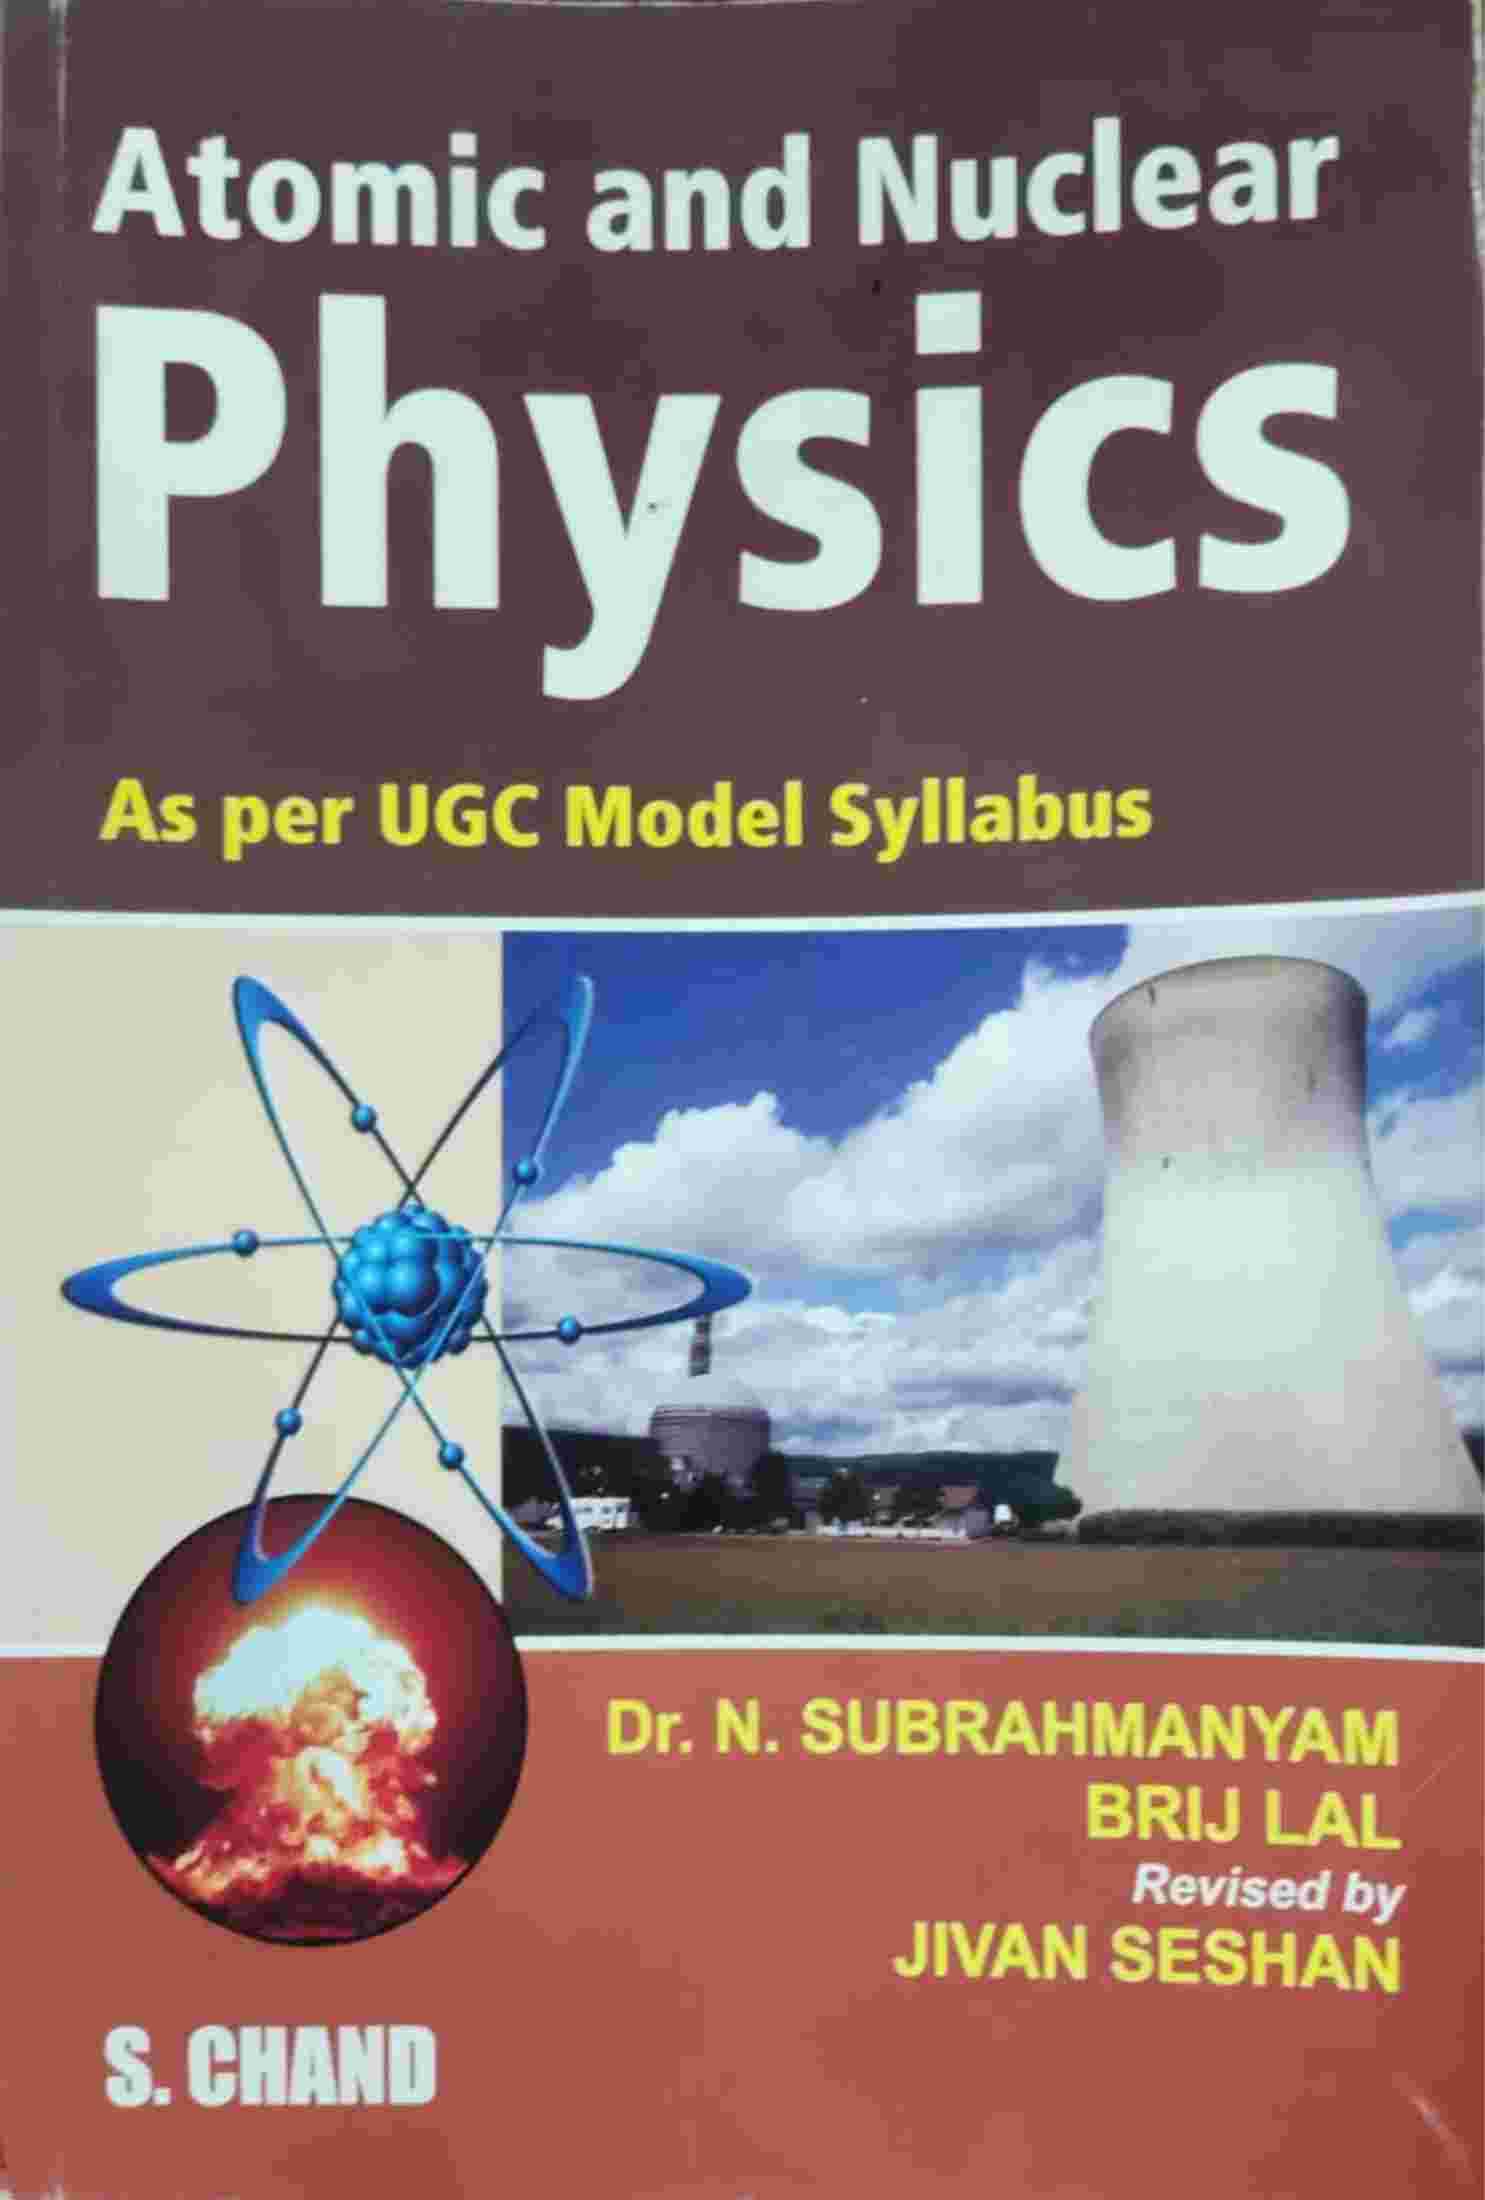 Atomic and Nuclear
Physics
As per UGC Model Syllabus
Dr. N. SUBRAHMANYAM
BRIJ LAL
Revised by
JIVAN SESHAN
S. CHAND